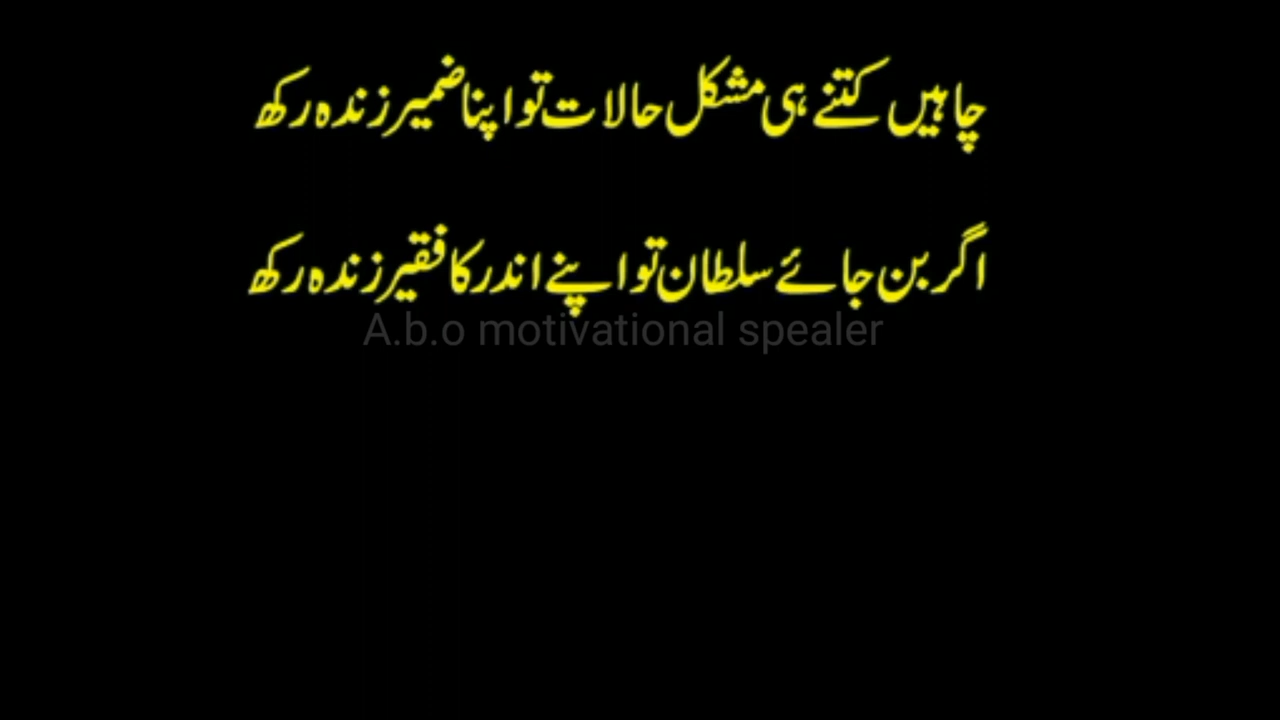 چاہیں کتنے ہی مشکل حالات تو اپنا ضمیر زندہ رکھ
اگر بن جائے سلطان تو اپنے اندر کا فقیر زندہ رکھ
A.b.o motivational spealer